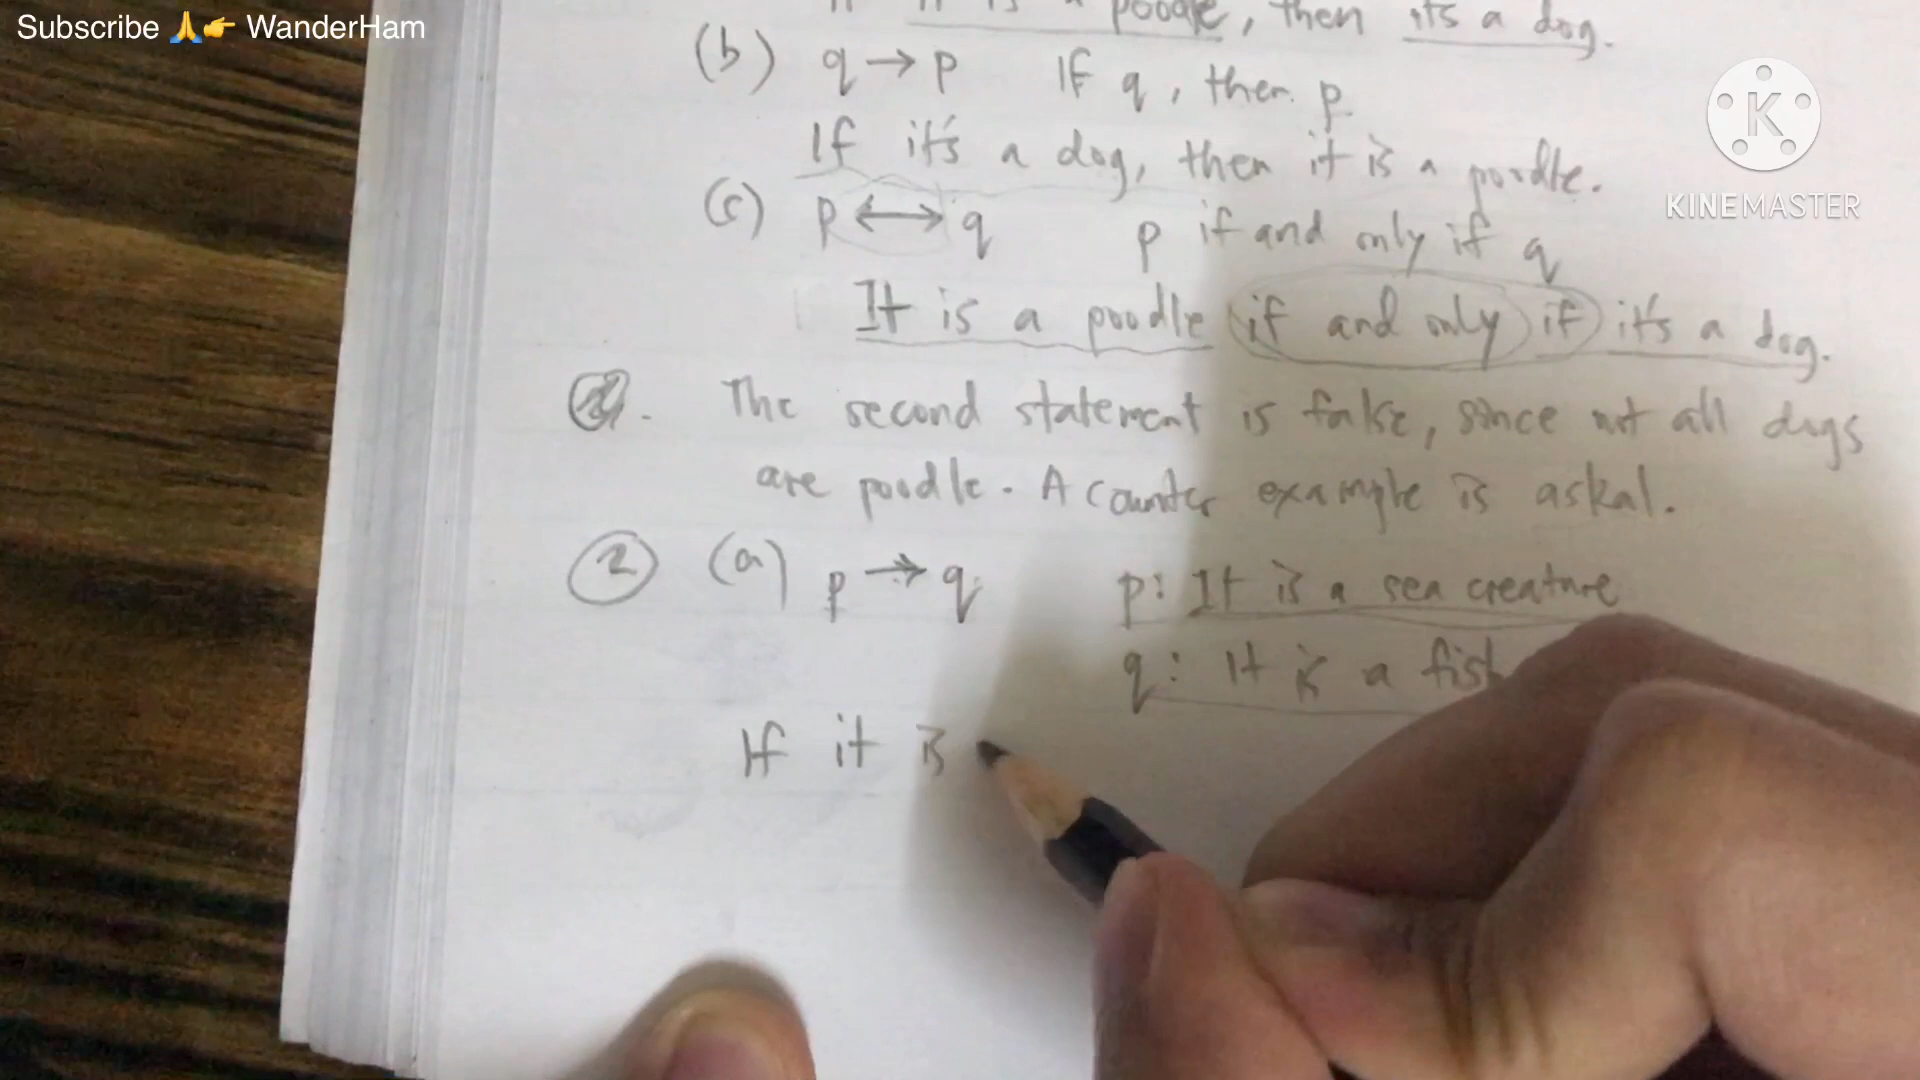 Subscribe 🙏👉 WanderHam
If it is a poodle, then its a dog.
(b) q → p If q, then p
If it's a dog, then it is a poodle.
(c) p ↔ q p if and only if q
It is a poodle if and only if it's a dog.
The second statement is false, since not all dogs
are poodle. A counter example is askal.
2 (a) p → q p: It is a sea creature
q: It is a fish
If it is
K
KINEMASTER